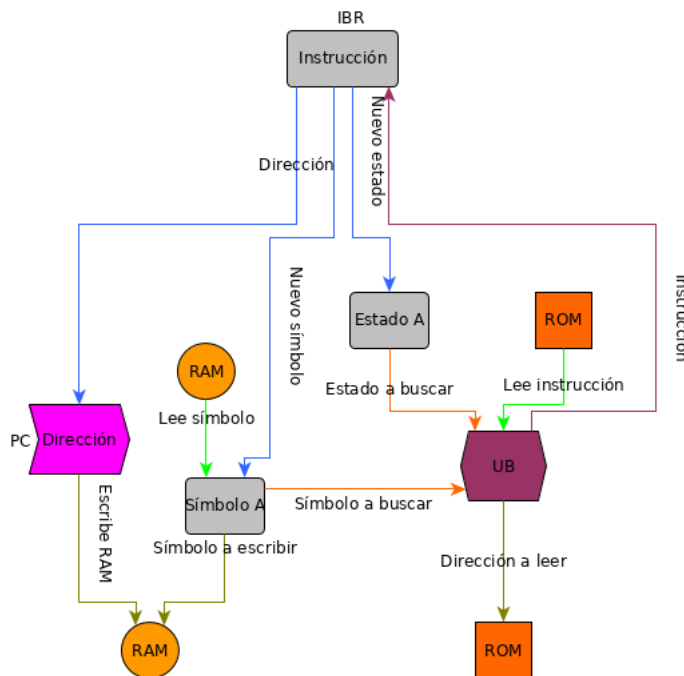 IBR
Instrucción
Dirección
Nuevo estado
Nuevo símbolo
Instrucción
Estado A
ROM
RAM
Estado a buscar
Lee instrucción
Lee símbolo
PC
Dirección
UB
Símbolo A
Símbolo a buscar
Escribe RAM
Símbolo a escribir
Dirección a leer
RAM
ROM